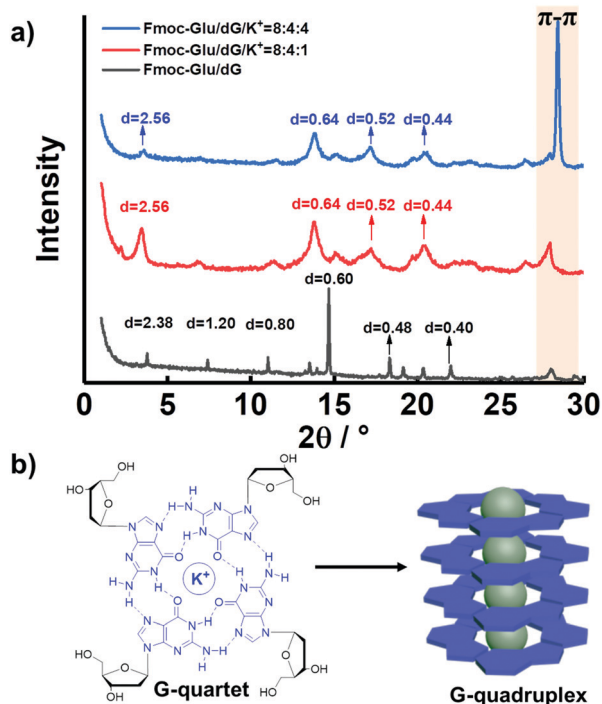 a)
π-π
Fmoc-Glu/dG/K⁺=8:4:4
Fmoc-Glu/dG/K⁺=8:4:1
Fmoc-Glu/dG
d=2.56
d=0.64
d=0.52
d=0.44
d=2.56
d=0.64
d=0.52
d=0.44
d=0.60
d=2.38
d=1.20
d=0.80
d=0.48
d=0.40
Intensity
0 5 10 15 20 25 30
2θ / °
b)
HO
OH
O
HO
OH
O
N
N
N
N
O
H
N
H
N
H
N
N
N
N
O
H
N
H
N
H
K⁺
N
H
H
N
H
O
N
N
N
N
O
N
H
N
N
N
N
N
H
H
HO
O
HO
O
OH
HO
G-quartet
G-quadruplex